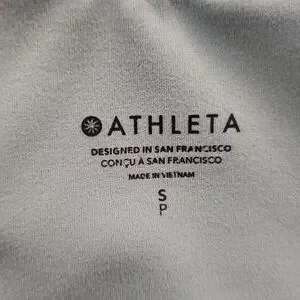 ATHLETA
DESIGNED IN SAN FRANCISCO
CONÇU À SAN FRANCISCO
MADE IN VIETNAM
S
P